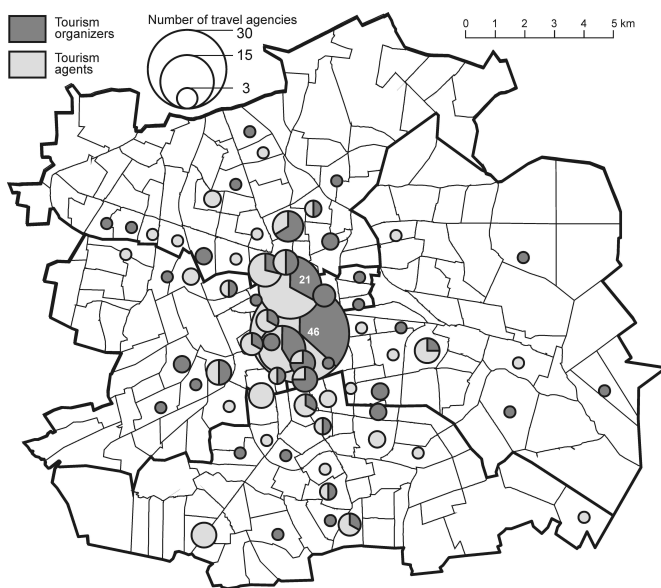 Tourism
organizers
Tourism
agents
Number of travel agencies
30
15
3
0 1 2 3 4 5 km
21
46